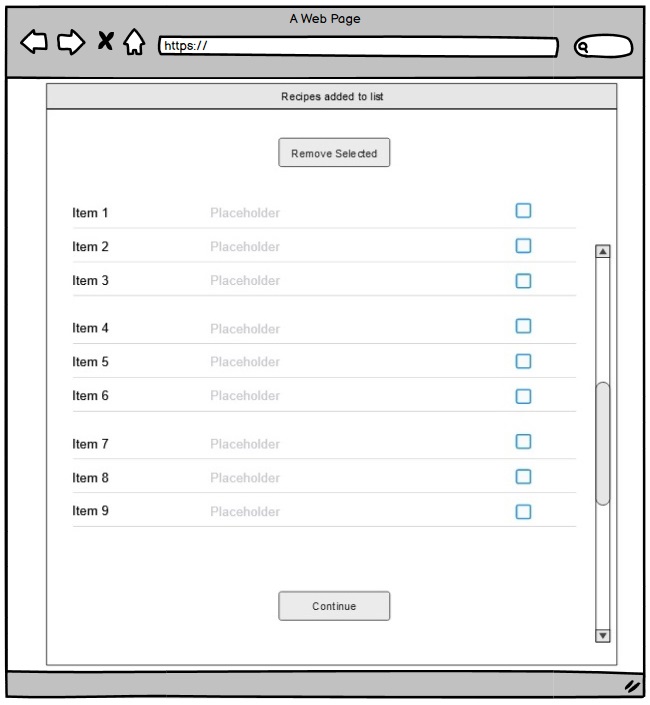 A Web Page
https://
Recipes added to list
Remove Selected
Item 1 Placeholder
Item 2 Placeholder
Item 3 Placeholder
Item 4 Placeholder
Item 5 Placeholder
Item 6 Placeholder
Item 7 Placeholder
Item 8 Placeholder
Item 9 Placeholder
Continue